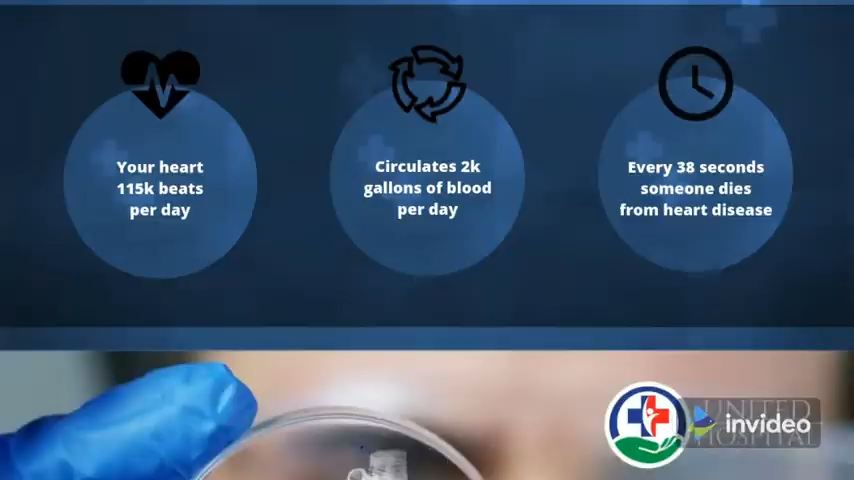 Your heart
115k beats
per day
Circulates 2k
gallons of blood
per day
Every 38 seconds
someone dies
from heart disease
UNITED
HOSPITAL
invideo